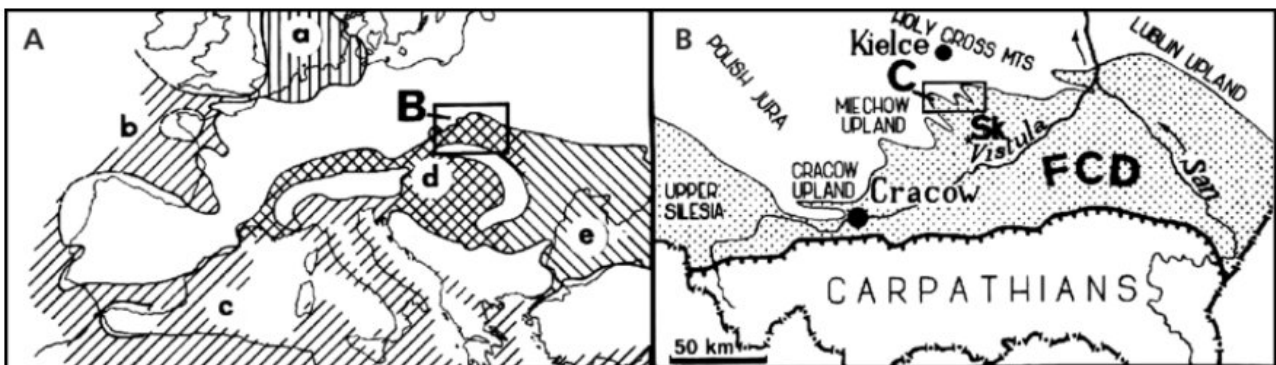 A
a
b
B
d
e
c
B
HOLY CROSS MTS
Kielce
LUBLIN UPLAND
POLISH JURA
C
MIECHOW
UPLAND
Sk
Vistula
FCD
San
CRACOW
UPLAND
Cracow
UPPER
SILESIA
CARPATHIANS
50 km